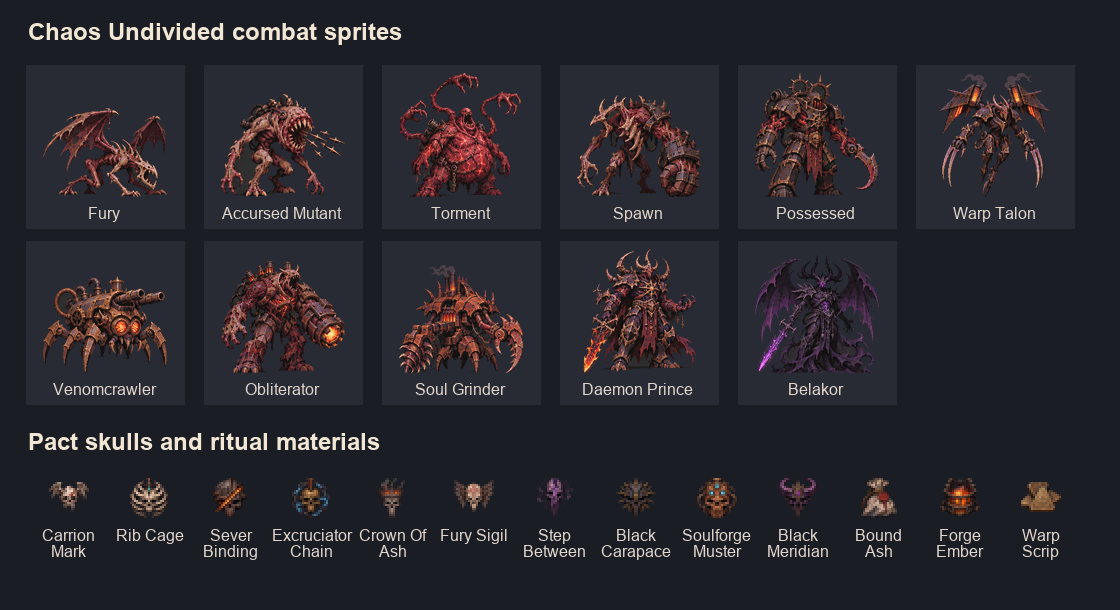 Chaos Undivided combat sprites
Fury
Accursed Mutant
Torment
Spawn
Possessed
Warp Talon
Venomcrawler
Obliterator
Soul Grinder
Daemon Prince
Belakor
Pact skulls and ritual materials
Carrion
Mark
Rib Cage
Sever
Binding
Excruciator
Chain
Crown Of
Ash
Fury Sigil
Step
Between
Black
Carapace
Soulforge
Muster
Black
Meridian
Bound
Ash
Forge
Ember
Warp
Scrip